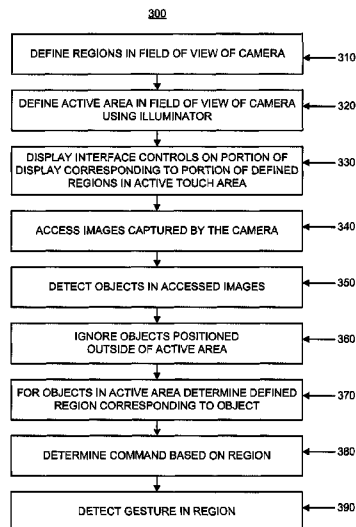 300
DEFINE REGIONS IN FIELD OF VIEW OF CAMERA
310
DEFINE ACTIVE AREA IN FIELD OF VIEW OF CAMERA
USING ILLUMINATOR
320
DISPLAY INTERFACE CONTROLS ON PORTION OF
DISPLAY CORRESPONDING TO PORTION OF DEFINED
REGIONS IN ACTIVE TOUCH AREA
330
ACCESS IMAGES CAPTURED BY THE CAMERA
340
DETECT OBJECTS IN ACCESSED IMAGES
350
IGNORE OBJECTS POSITIONED
OUTSIDE OF ACTIVE AREA
360
FOR OBJECTS IN ACTIVE AREA DETERMINE DEFINED
REGION CORRESPONDING TO OBJECT
370
DETERMINE COMMAND BASED ON REGION
380
DETECT GESTURE IN REGION
390